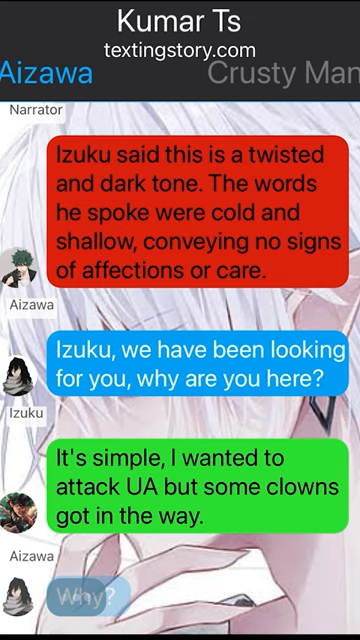 Kumar Ts
textingstory.com
Aizawa
Crusty Man
Narrator
Izuku said this is a twisted
and dark tone. The words
he spoke were cold and
shallow, conveying no signs
of affections or care.
Aizawa
Izuku, we have been looking
for you, why are you here?
Izuku
It's simple, I wanted to
attack UA but some clowns
got in the way.
Aizawa
Why?